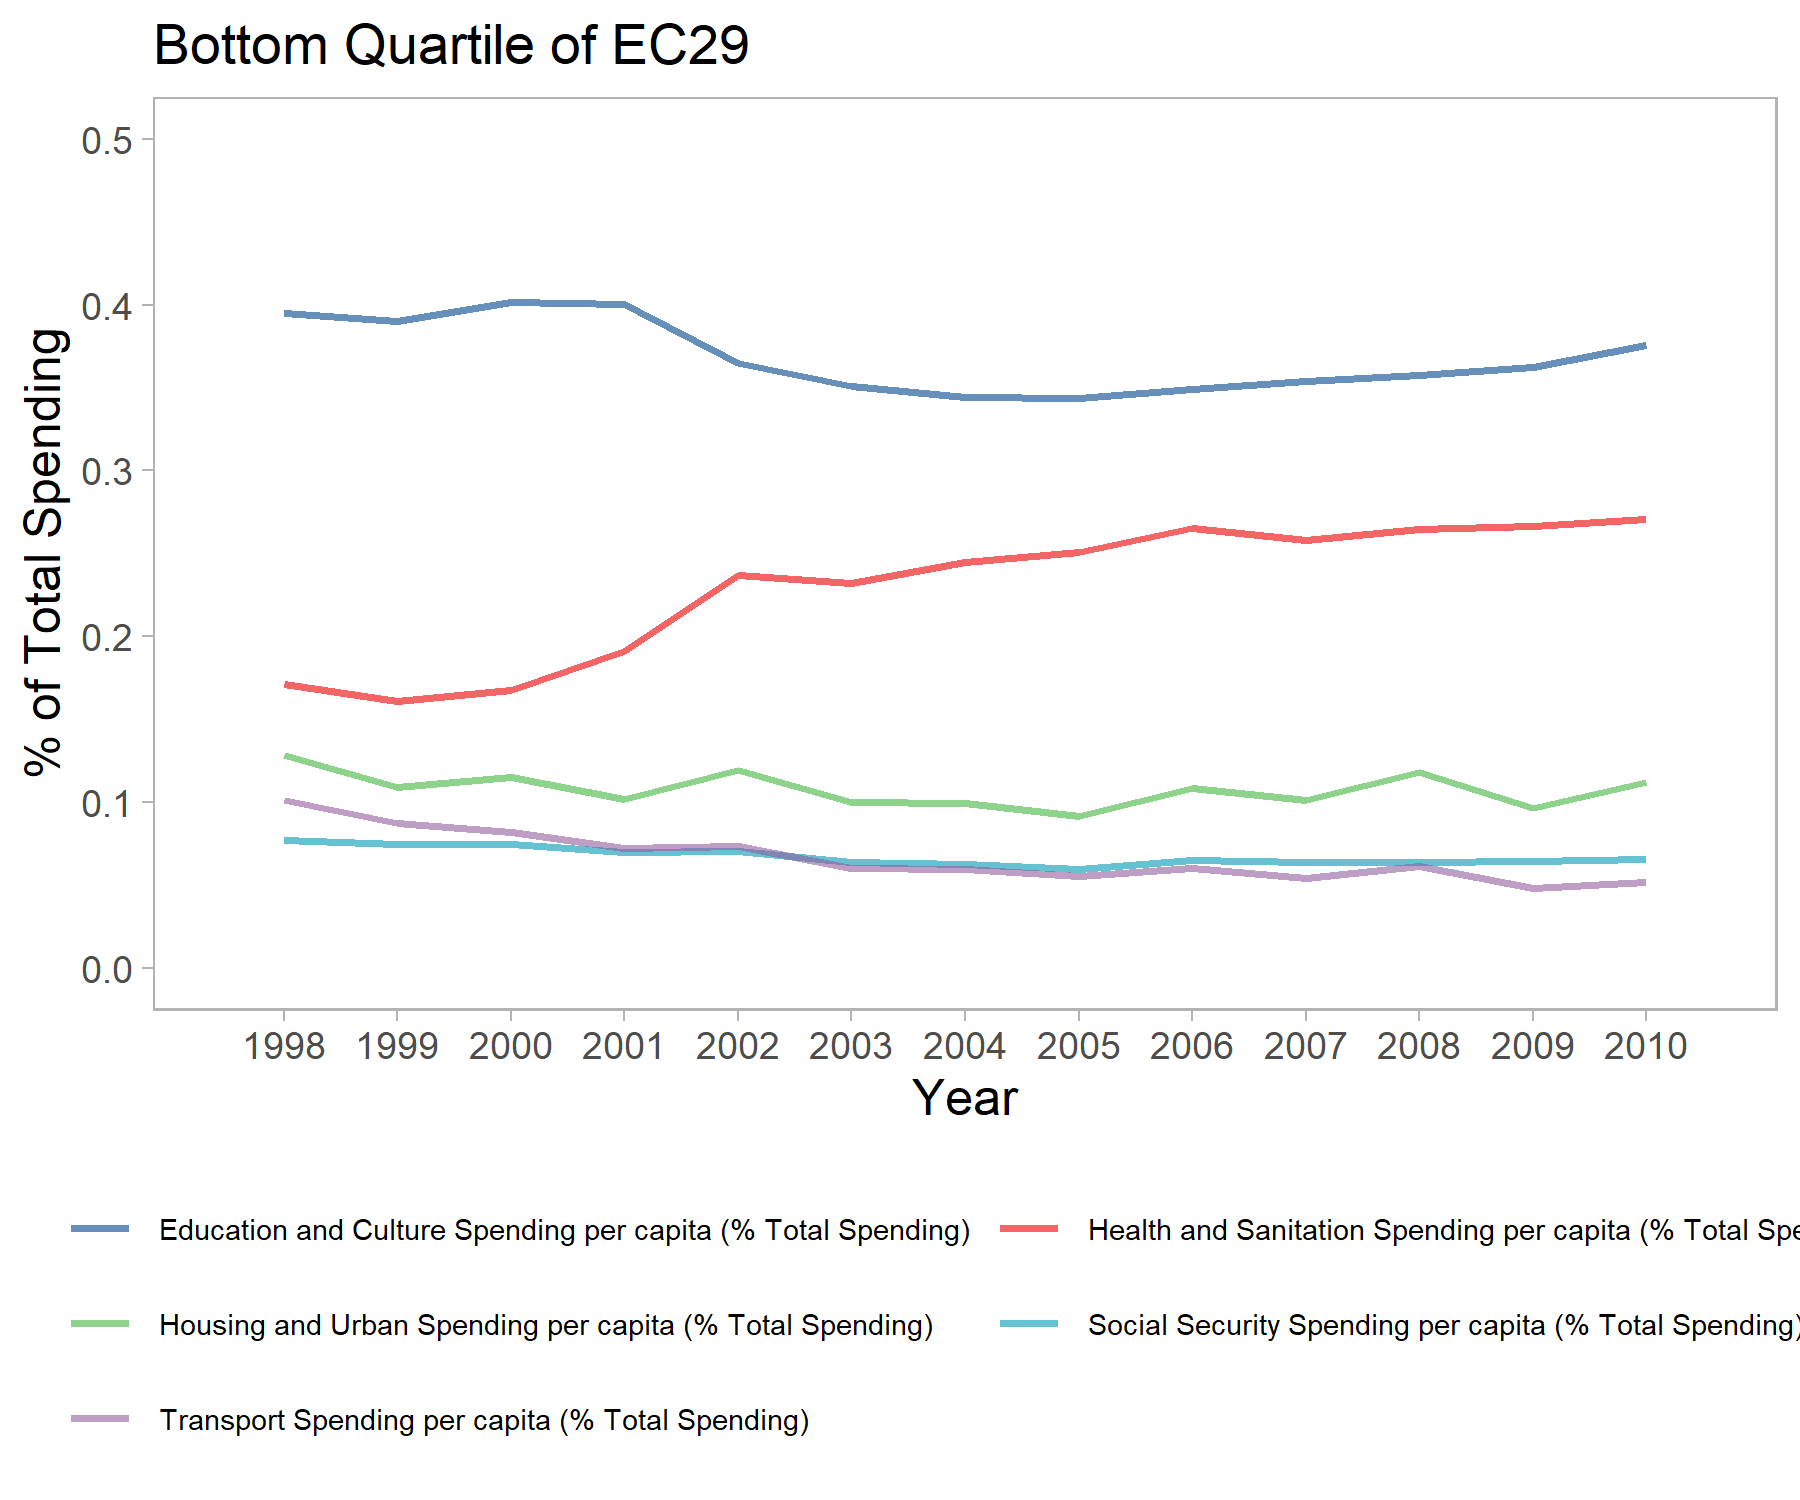 Bottom Quartile of EC29
% of Total Spending
0.5
0.4
0.3
0.2
0.1
0.0
1998 1999 2000 2001 2002 2003 2004 2005 2006 2007 2008 2009 2010
Year
Education and Culture Spending per capita (% Total Spending)
Health and Sanitation Spending per capita (% Total Spe
Housing and Urban Spending per capita (% Total Spending)
Social Security Spending per capita (% Total Spending)
Transport Spending per capita (% Total Spending)